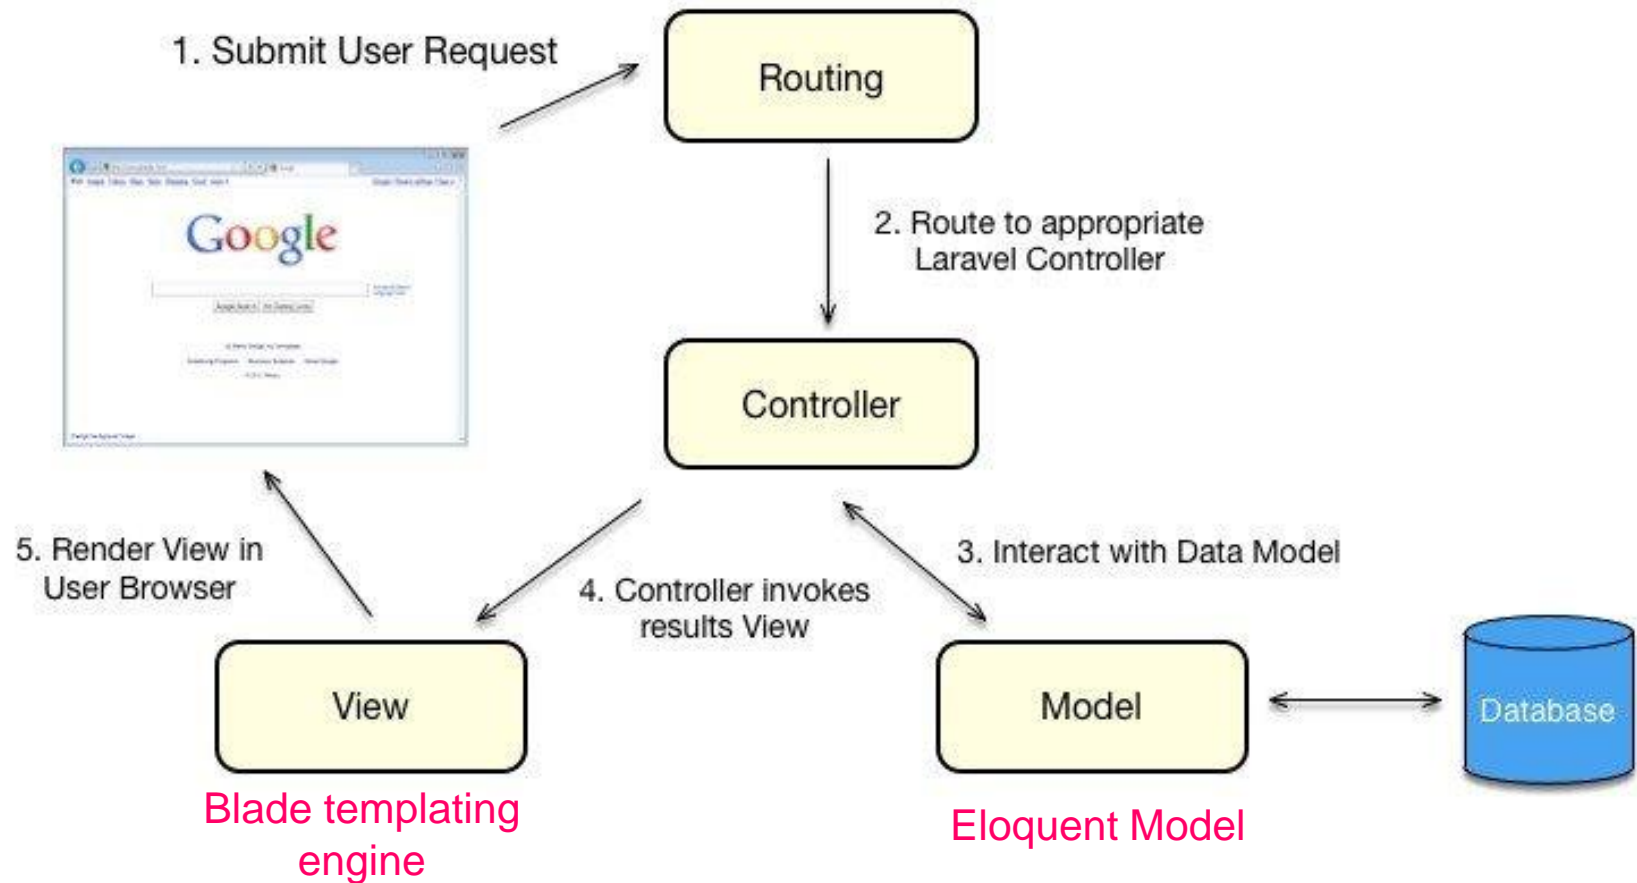 1. Submit User Request
Routing
Google
2. Route to appropriate
Laravel Controller
Controller
5. Render View in
User Browser
4. Controller invokes
results View
3. Interact with Data Model
View
Model
Database
Blade templating
engine
Eloquent Model